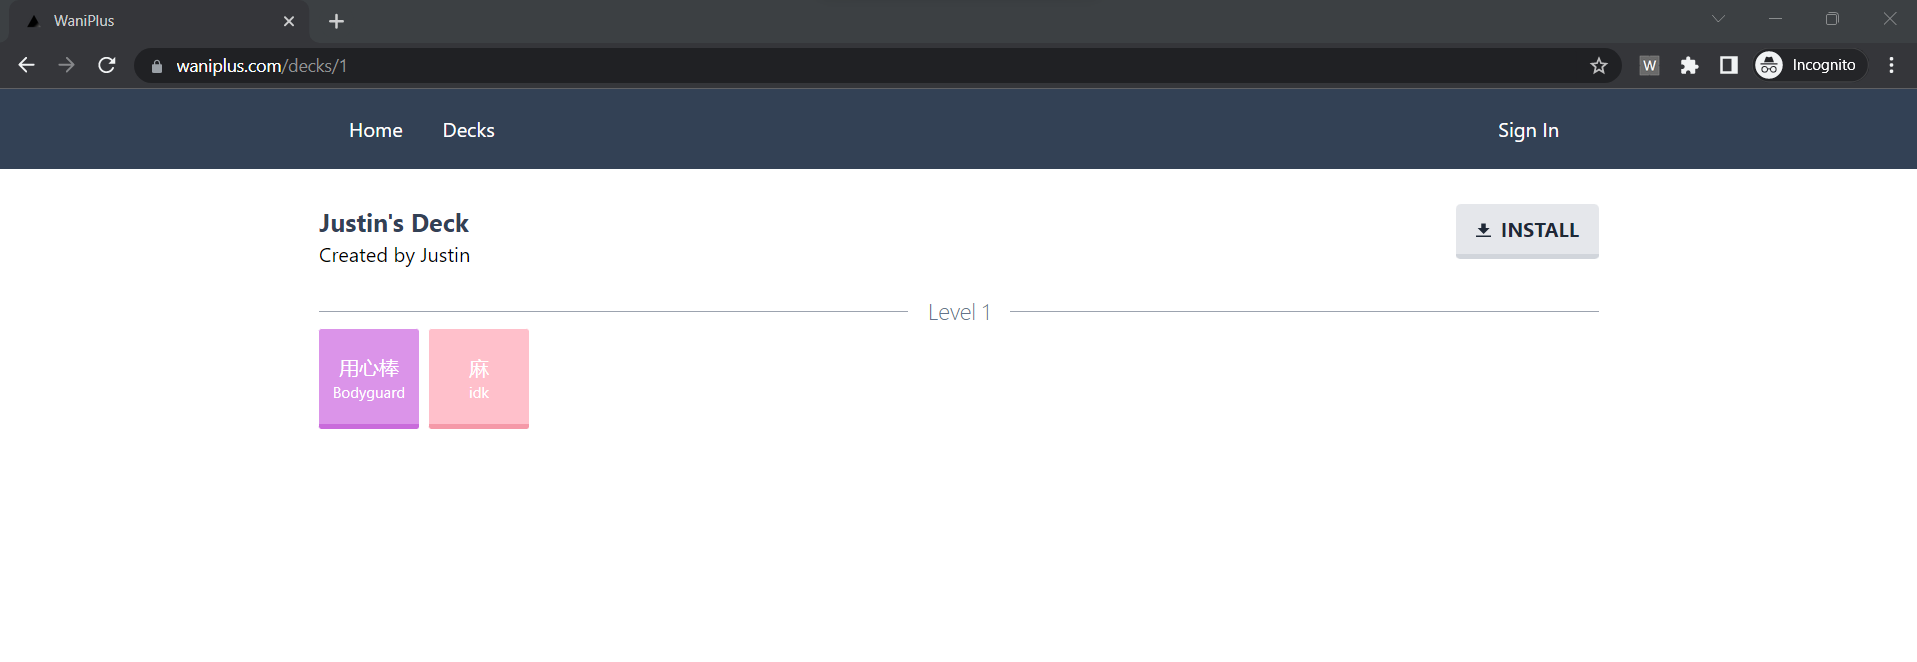 WaniPlus
waniplus.com/decks/1
W
Incognito
Home Decks Sign In
Justin's Deck
INSTALL
Created by Justin
Level 1
用心棒 麻
Bodyguard idk